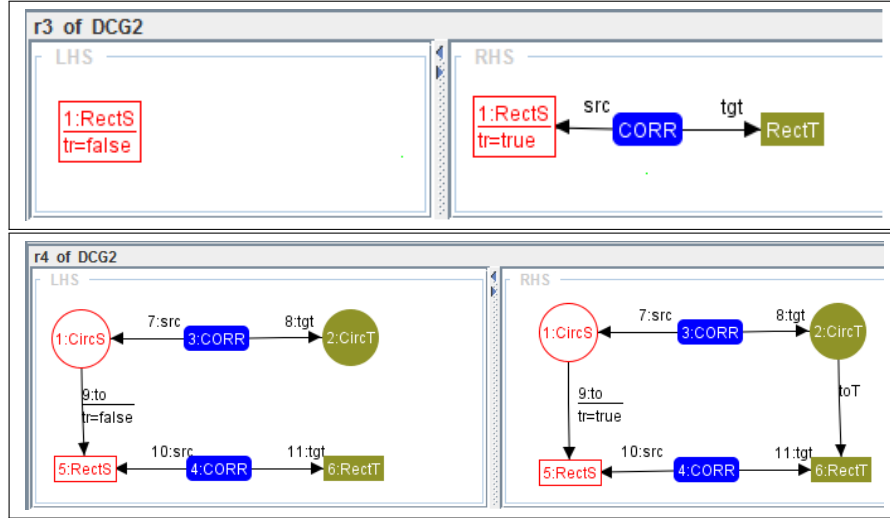 r3 of DCG2
LHS
1:RectS
tr=false
RHS
1:RectS
tr=true
src
CORR
tgt
RectT
r4 of DCG2
LHS
7:src
8:tgt
1:CircS
3:CORR
2:CircT
9:to
tr=false
10:src
11:tgt
5:RectS
4:CORR
6:RectT
RHS
7:src
8:tgt
1:CircS
3:CORR
2:CircT
9:to
tr=true
toT
10:src
11:tgt
5:RectS
4:CORR
6:RectT